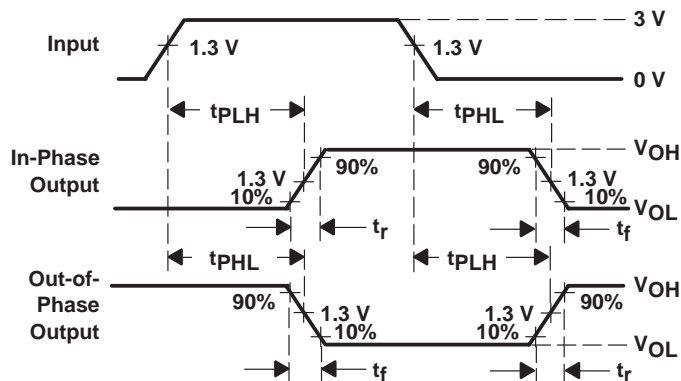 3 V
Input
1.3 V
1.3 V
0 V
tPLH
tPHL
In-Phase
Output
VOH
90%
90%
1.3 V
1.3 V
10%
10%
VOL
tr
tf
tPHL
tPLH
Out-of-
Phase
Output
VOH
90%
90%
1.3 V
1.3 V
10%
10%
VOL
tf
tr